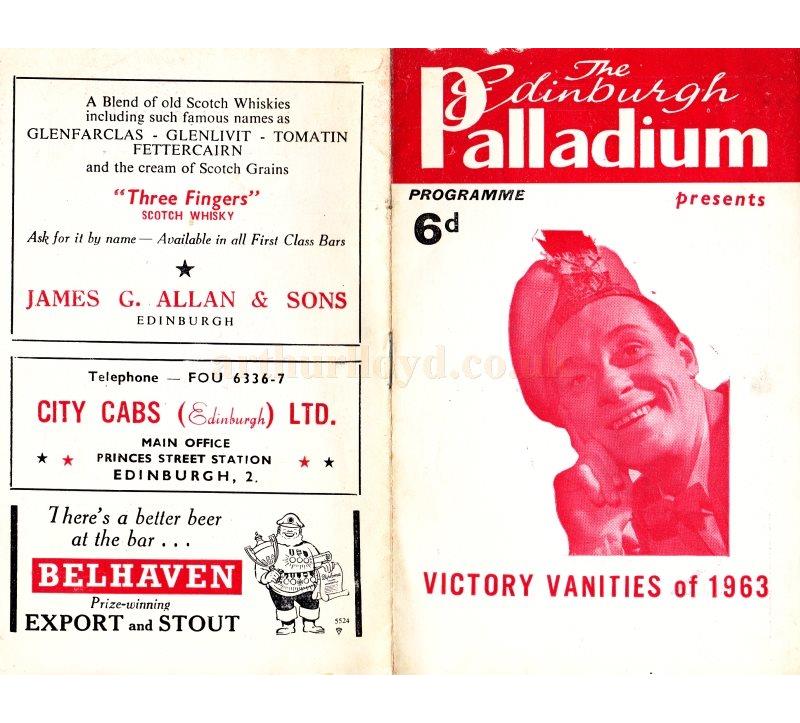 A Blend of old Scotch Whiskies
including such famous names as
GLENFARCLAS - GLENLIVIT - TOMATIN
FETTERCAIRN
and the cream of Scotch Grains
"Three Fingers"
SCOTCH WHISKY
Ask for it by name — Available in all First Class Bars
JAMES G. ALLAN & SONS
EDINBURGH
Telephone — FOU 6336-7
CITY CABS (Edinburgh) LTD.
MAIN OFFICE
PRINCES STREET STATION
EDINBURGH, 2.
There's a better beer
at the bar . . .
BELHAVEN
Prize-winning
EXPORT and STOUT
5524
The
Edinburgh
Palladium
PROGRAMME
6d
presents
VICTORY VANITIES of 1963
arthurlloyd.co.uk